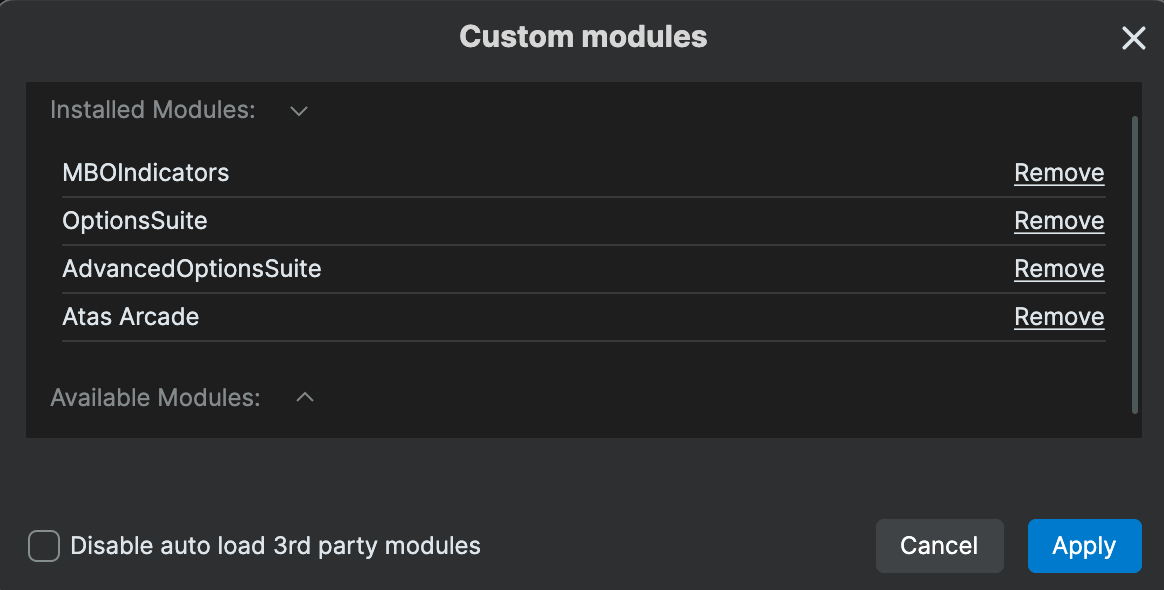 Custom modules
Installed Modules:
MBOIndicators Remove
OptionsSuite Remove
AdvancedOptionsSuite Remove
Atas Arcade Remove
Available Modules:
Disable auto load 3rd party modules Cancel Apply